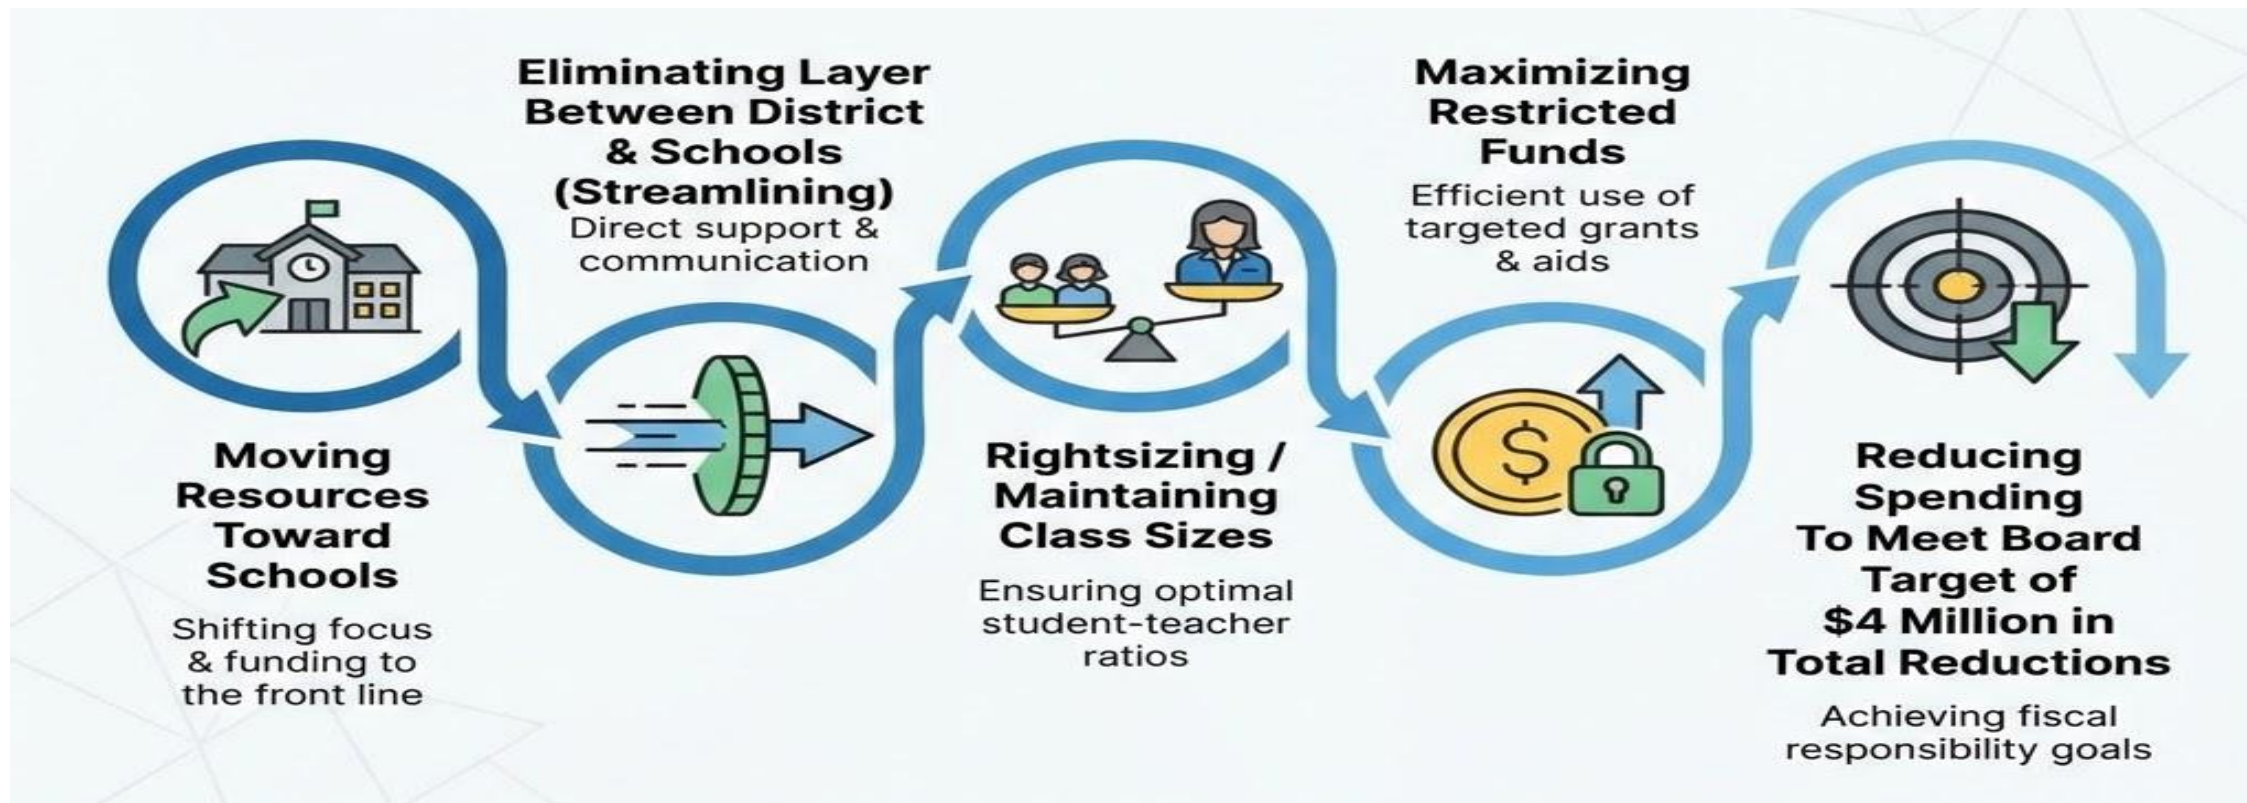 Moving
Resources
Toward
Schools
Shifting focus
& funding to
the front line
Eliminating Layer
Between District
& Schools
(Streamlining)
Direct support &
communication
Rightsizing /
Maintaining
Class Sizes
Ensuring optimal
student-teacher
ratios
Maximizing
Restricted
Funds
Efficient use of
targeted grants
& aids
$
Reducing
Spending
To Meet Board
Target of
$4 Million in
Total Reductions
Achieving fiscal
responsibility goals